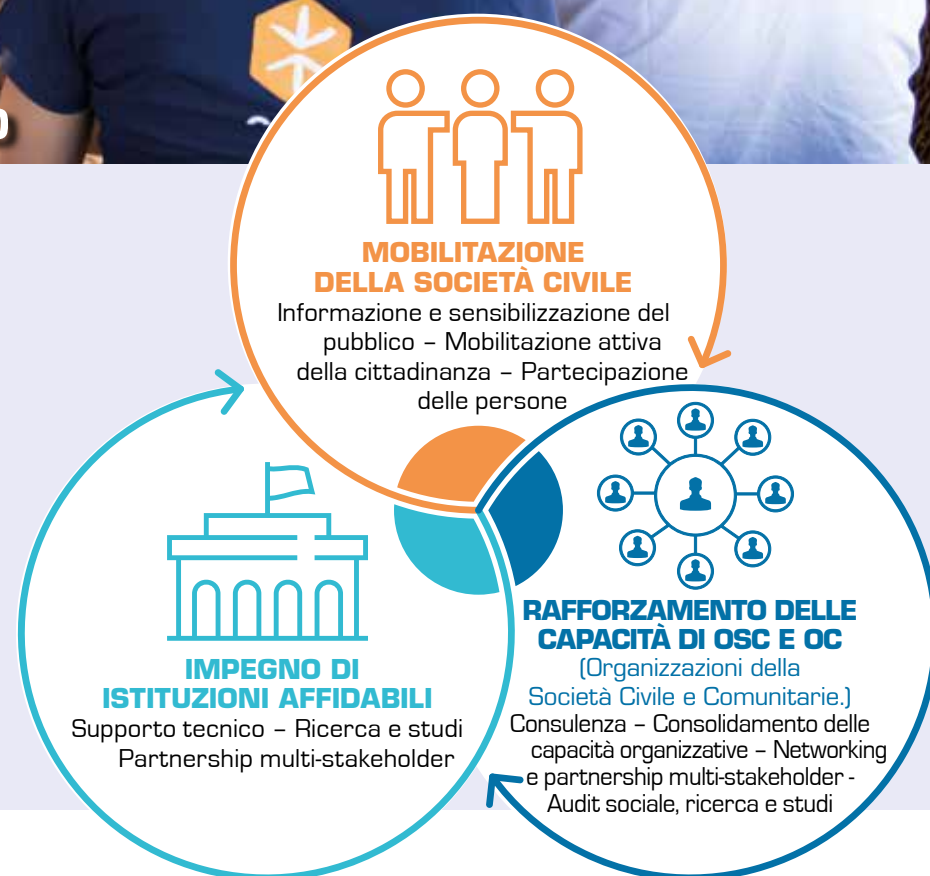 MOBILITAZIONE
DELLA SOCIETÀ CIVILE
Informazione e sensibilizzazione del
pubblico – Mobilitazione attiva
della cittadinanza – Partecipazione
delle persone
IMPEGNO DI
ISTITUZIONI AFFIDABILI
Supporto tecnico – Ricerca e studi
Partnership multi-stakeholder
RAFFORZAMENTO DELLE
CAPACITÀ DI OSC E OC
(Organizzazioni della
Società Civile e Comunitarie.)
Consulenza – Consolidamento delle
capacità organizzative – Networking
e partnership multi-stakeholder -
Audit sociale, ricerca e studi